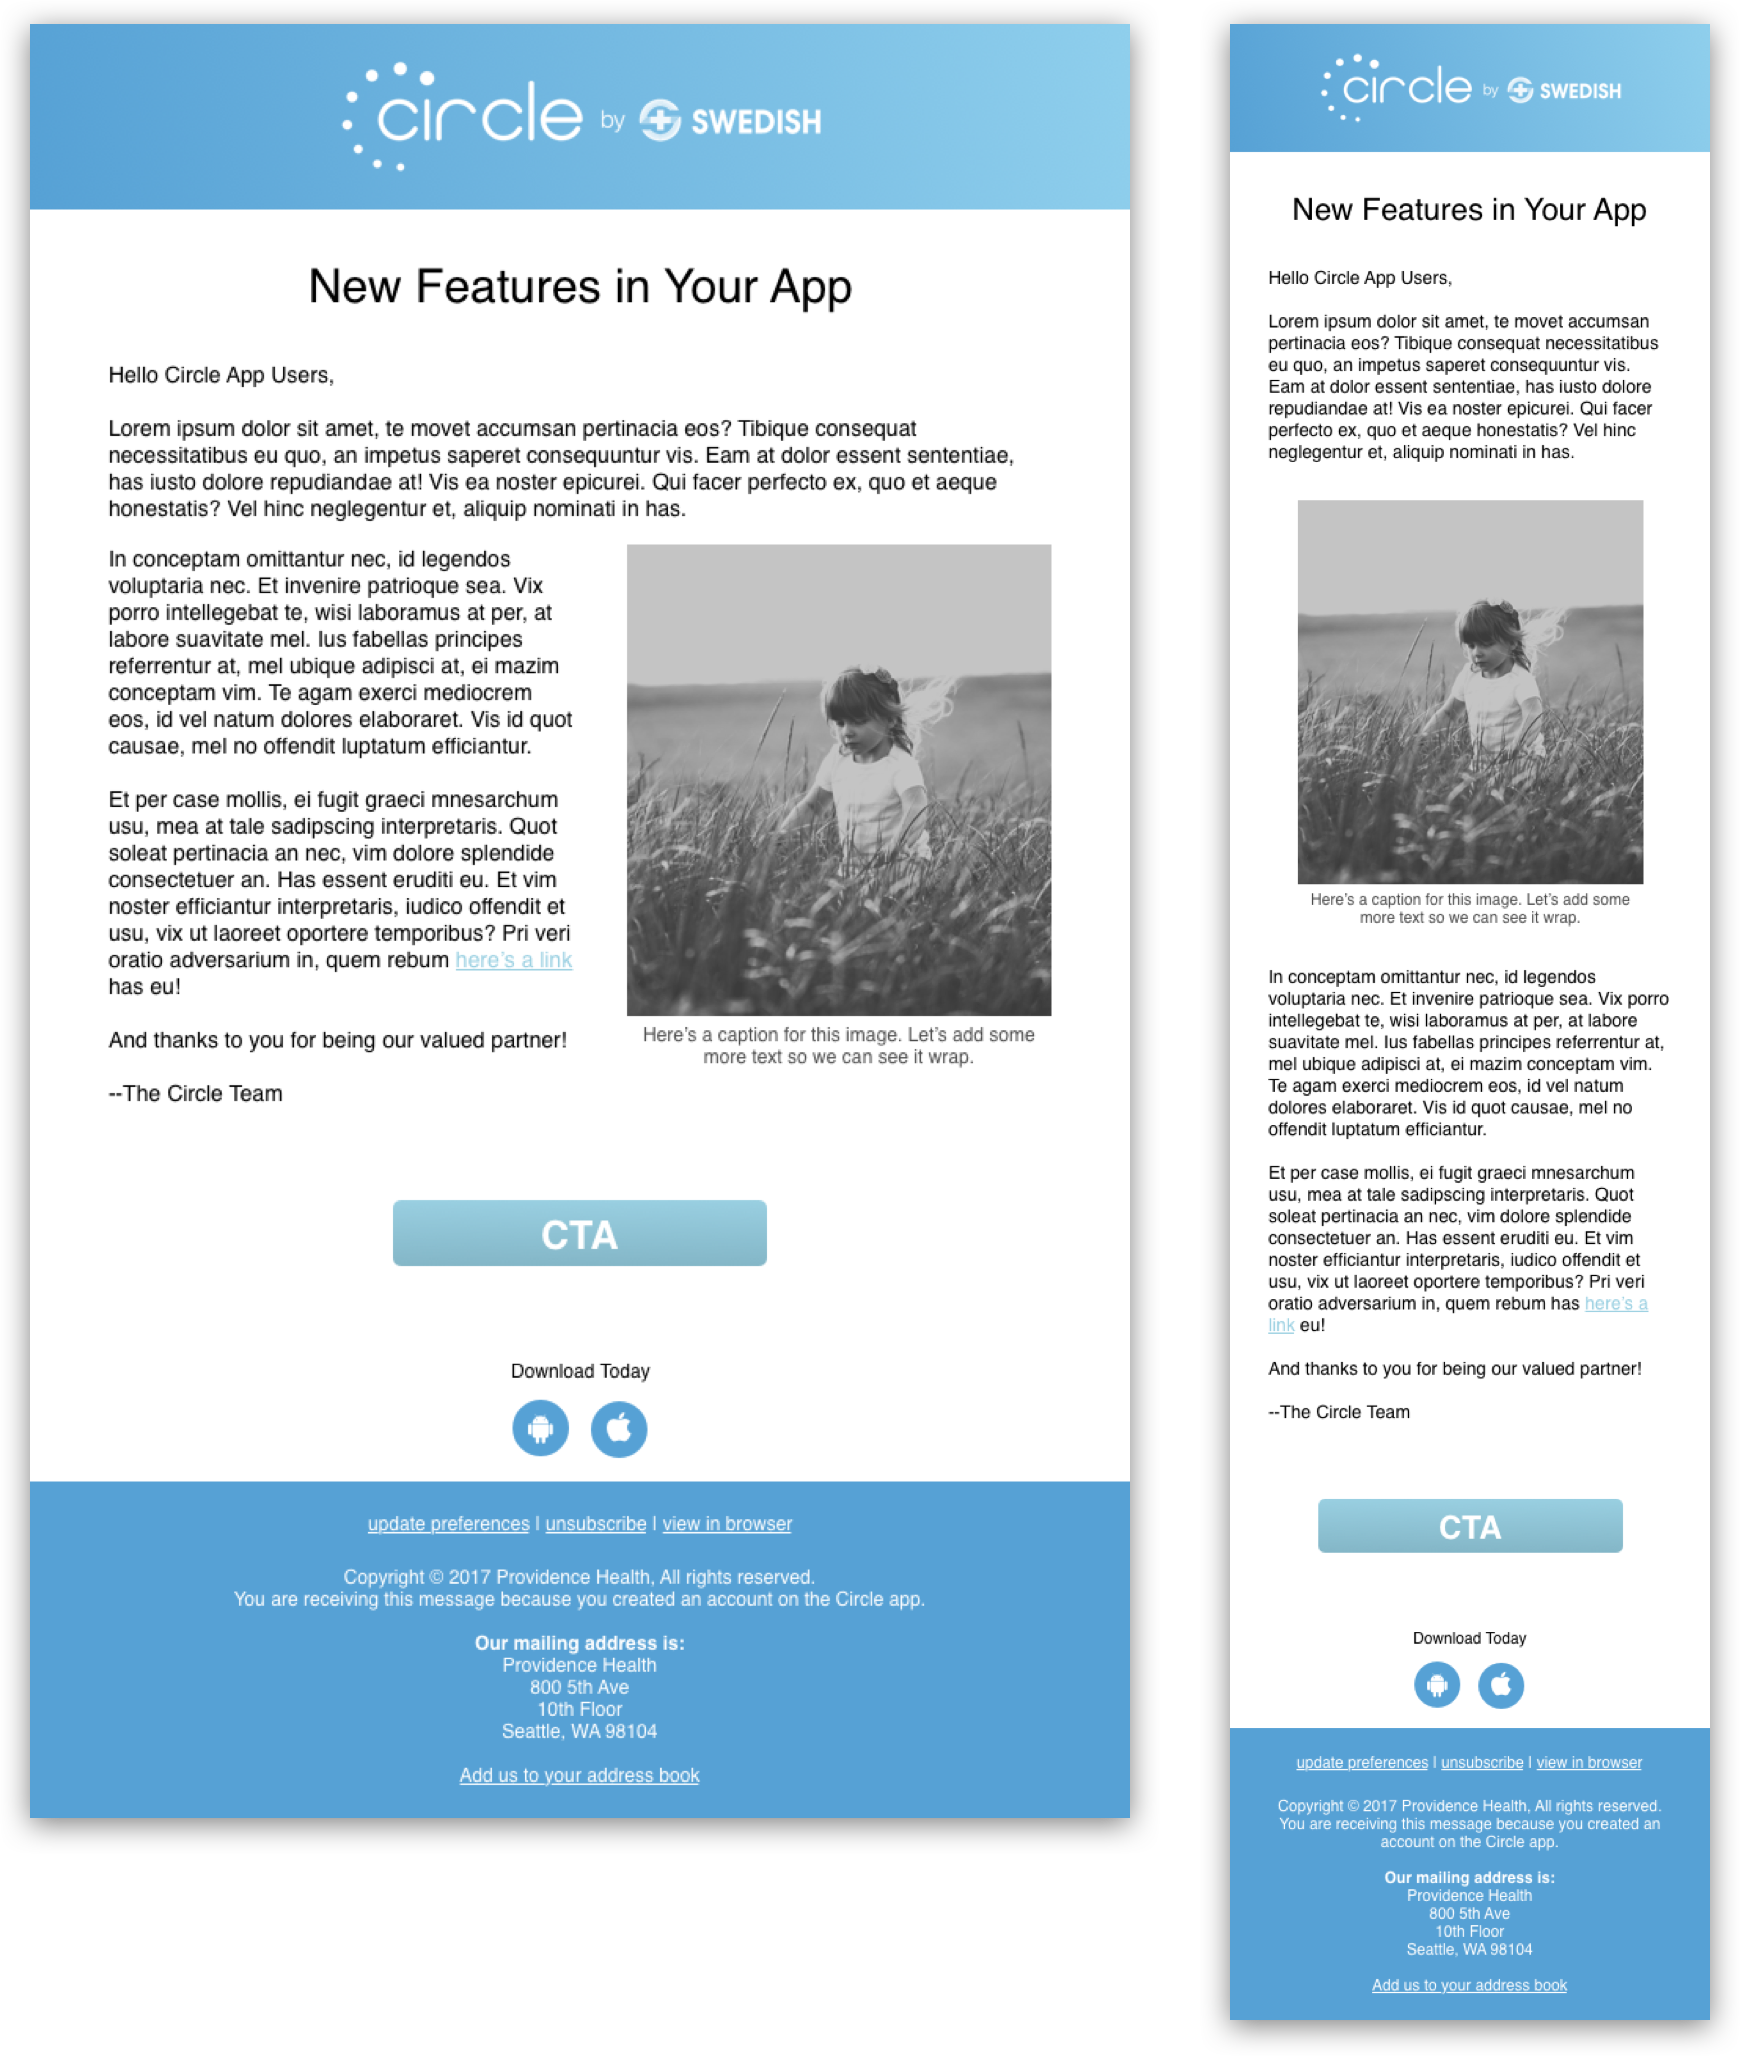 circle by SWEDISH
New Features in Your App
Hello Circle App Users,
Lorem ipsum dolor sit amet, te movet accumsan pertinacia eos? Tibique consequat
necessitatibus eu quo, an impetus saperet consequuntur vis. Eam at dolor essent sententiae,
has iusto dolore repudiandae at! Vis ea noster epicurei. Qui facer perfecto ex, quo et aeque
honestatis? Vel hinc neglegentur et, aliquip nominati in has.
In conceptam omittantur nec, id legendos
voluptaria nec. Et invenire patrioque sea. Vix
porro intellegebat te, wisi laboramus at per, at
labore suavitate mel. Ius fabellas principes
referrentur at, mel ubique adipisci at, ei mazim
conceptam vim. Te agam exerci mediocrem
eos, id vel natum dolores elaboraret. Vis id quot
causae, mel no offendit luptatum efficiantur.
Et per case mollis, ei fugit graeci mnesarchum
usu, mea at tale sadipscing interpretaris. Quot
soleat pertinacia an nec, vim dolore splendide
consectetuer an. Has essent eruditi eu. Et vim
noster efficiantur interpretaris, iudico offendit et
usu, vix ut laoreet oportere temporibus? Pri veri
oratio adversarium in, quem rebum here's a link
has eu!
And thanks to you for being our valued partner!
--The Circle Team
Here's a caption for this image. Let's add some
more text so we can see it wrap.
CTA
Download Today
update preferences | unsubscribe | view in browser
Copyright © 2017 Providence Health, All rights reserved.
You are receiving this message because you created an account on the Circle app.
Our mailing address is:
Providence Health
800 5th Ave
10th Floor
Seattle, WA 98104
Add us to your address book
circle by SWEDISH
New Features in Your App
Hello Circle App Users,
Lorem ipsum dolor sit amet, te movet accumsan
pertinacia eos? Tibique consequat necessitatibus
eu quo, an impetus saperet consequuntur vis.
Eam at dolor essent sententiae, has iusto dolore
repudiandae at! Vis ea noster epicurei. Qui facer
perfecto ex, quo et aeque honestatis? Vel hinc
neglegentur et, aliquip nominati in has.
Here's a caption for this image. Let's add some
more text so we can see it wrap.
In conceptam omittantur nec, id legendos
voluptaria nec. Et invenire patrioque sea. Vix porro
intellegebat te, wisi laboramus at per, at labore
suavitate mel. Ius fabellas principes referrentur at,
mel ubique adipisci at, ei mazim conceptam vim.
Te agam exerci mediocrem eos, id vel natum
dolores elaboraret. Vis id quot causae, mel no
offendit luptatum efficiantur.
Et per case mollis, ei fugit graeci mnesarchum
usu, mea at tale sadipscing interpretaris. Quot
soleat pertinacia an nec, vim dolore splendide
consectetuer an. Has essent eruditi eu. Et vim
noster efficiantur interpretaris, iudico offendit et
usu, vix ut laoreet oportere temporibus? Pri veri
oratio adversarium in, quem rebum has here's a
link eu!
And thanks to you for being our valued partner!
--The Circle Team
CTA
Download Today
update preferences | unsubscribe | view in browser
Copyright © 2017 Providence Health, All rights reserved.
You are receiving this message because you created an
account on the Circle app.
Our mailing address is:
Providence Health
800 5th Ave
10th Floor
Seattle, WA 98104
Add us to your address book